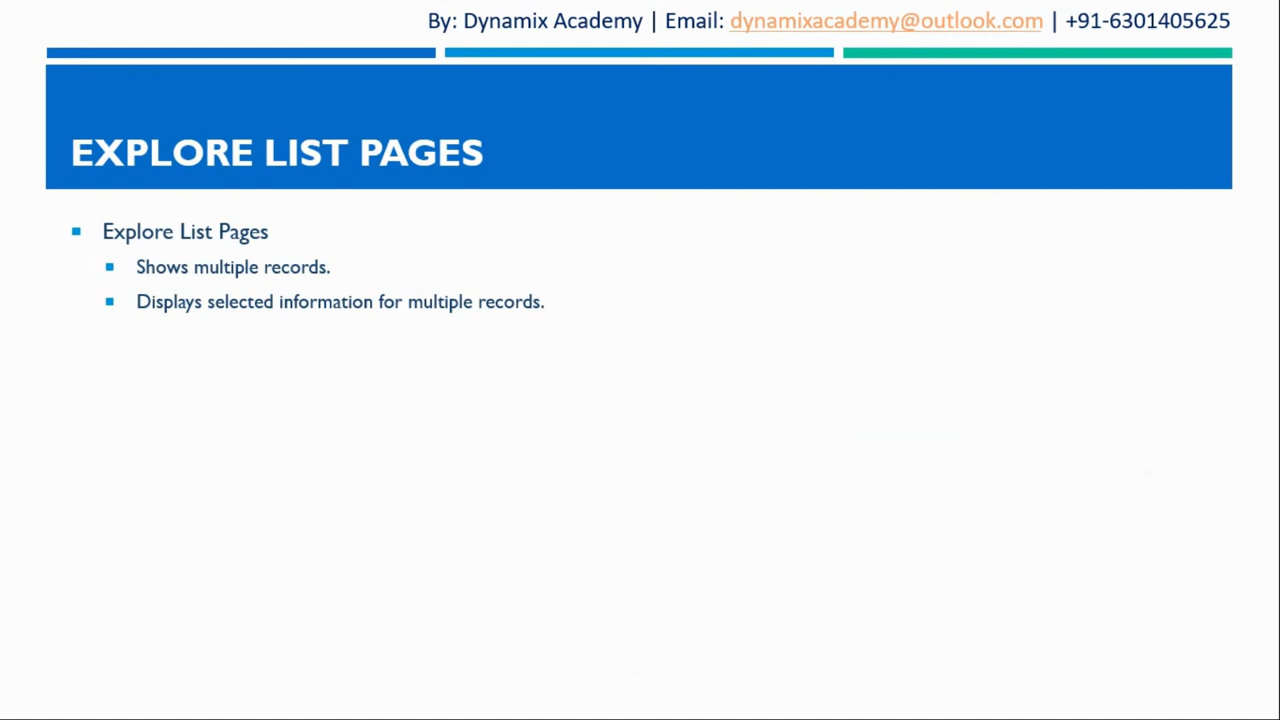 By: Dynamix Academy | Email: dynamixacademy@outlook.com | +91-6301405625
EXPLORE LIST PAGES
Explore List Pages
Shows multiple records.
Displays selected information for multiple records.